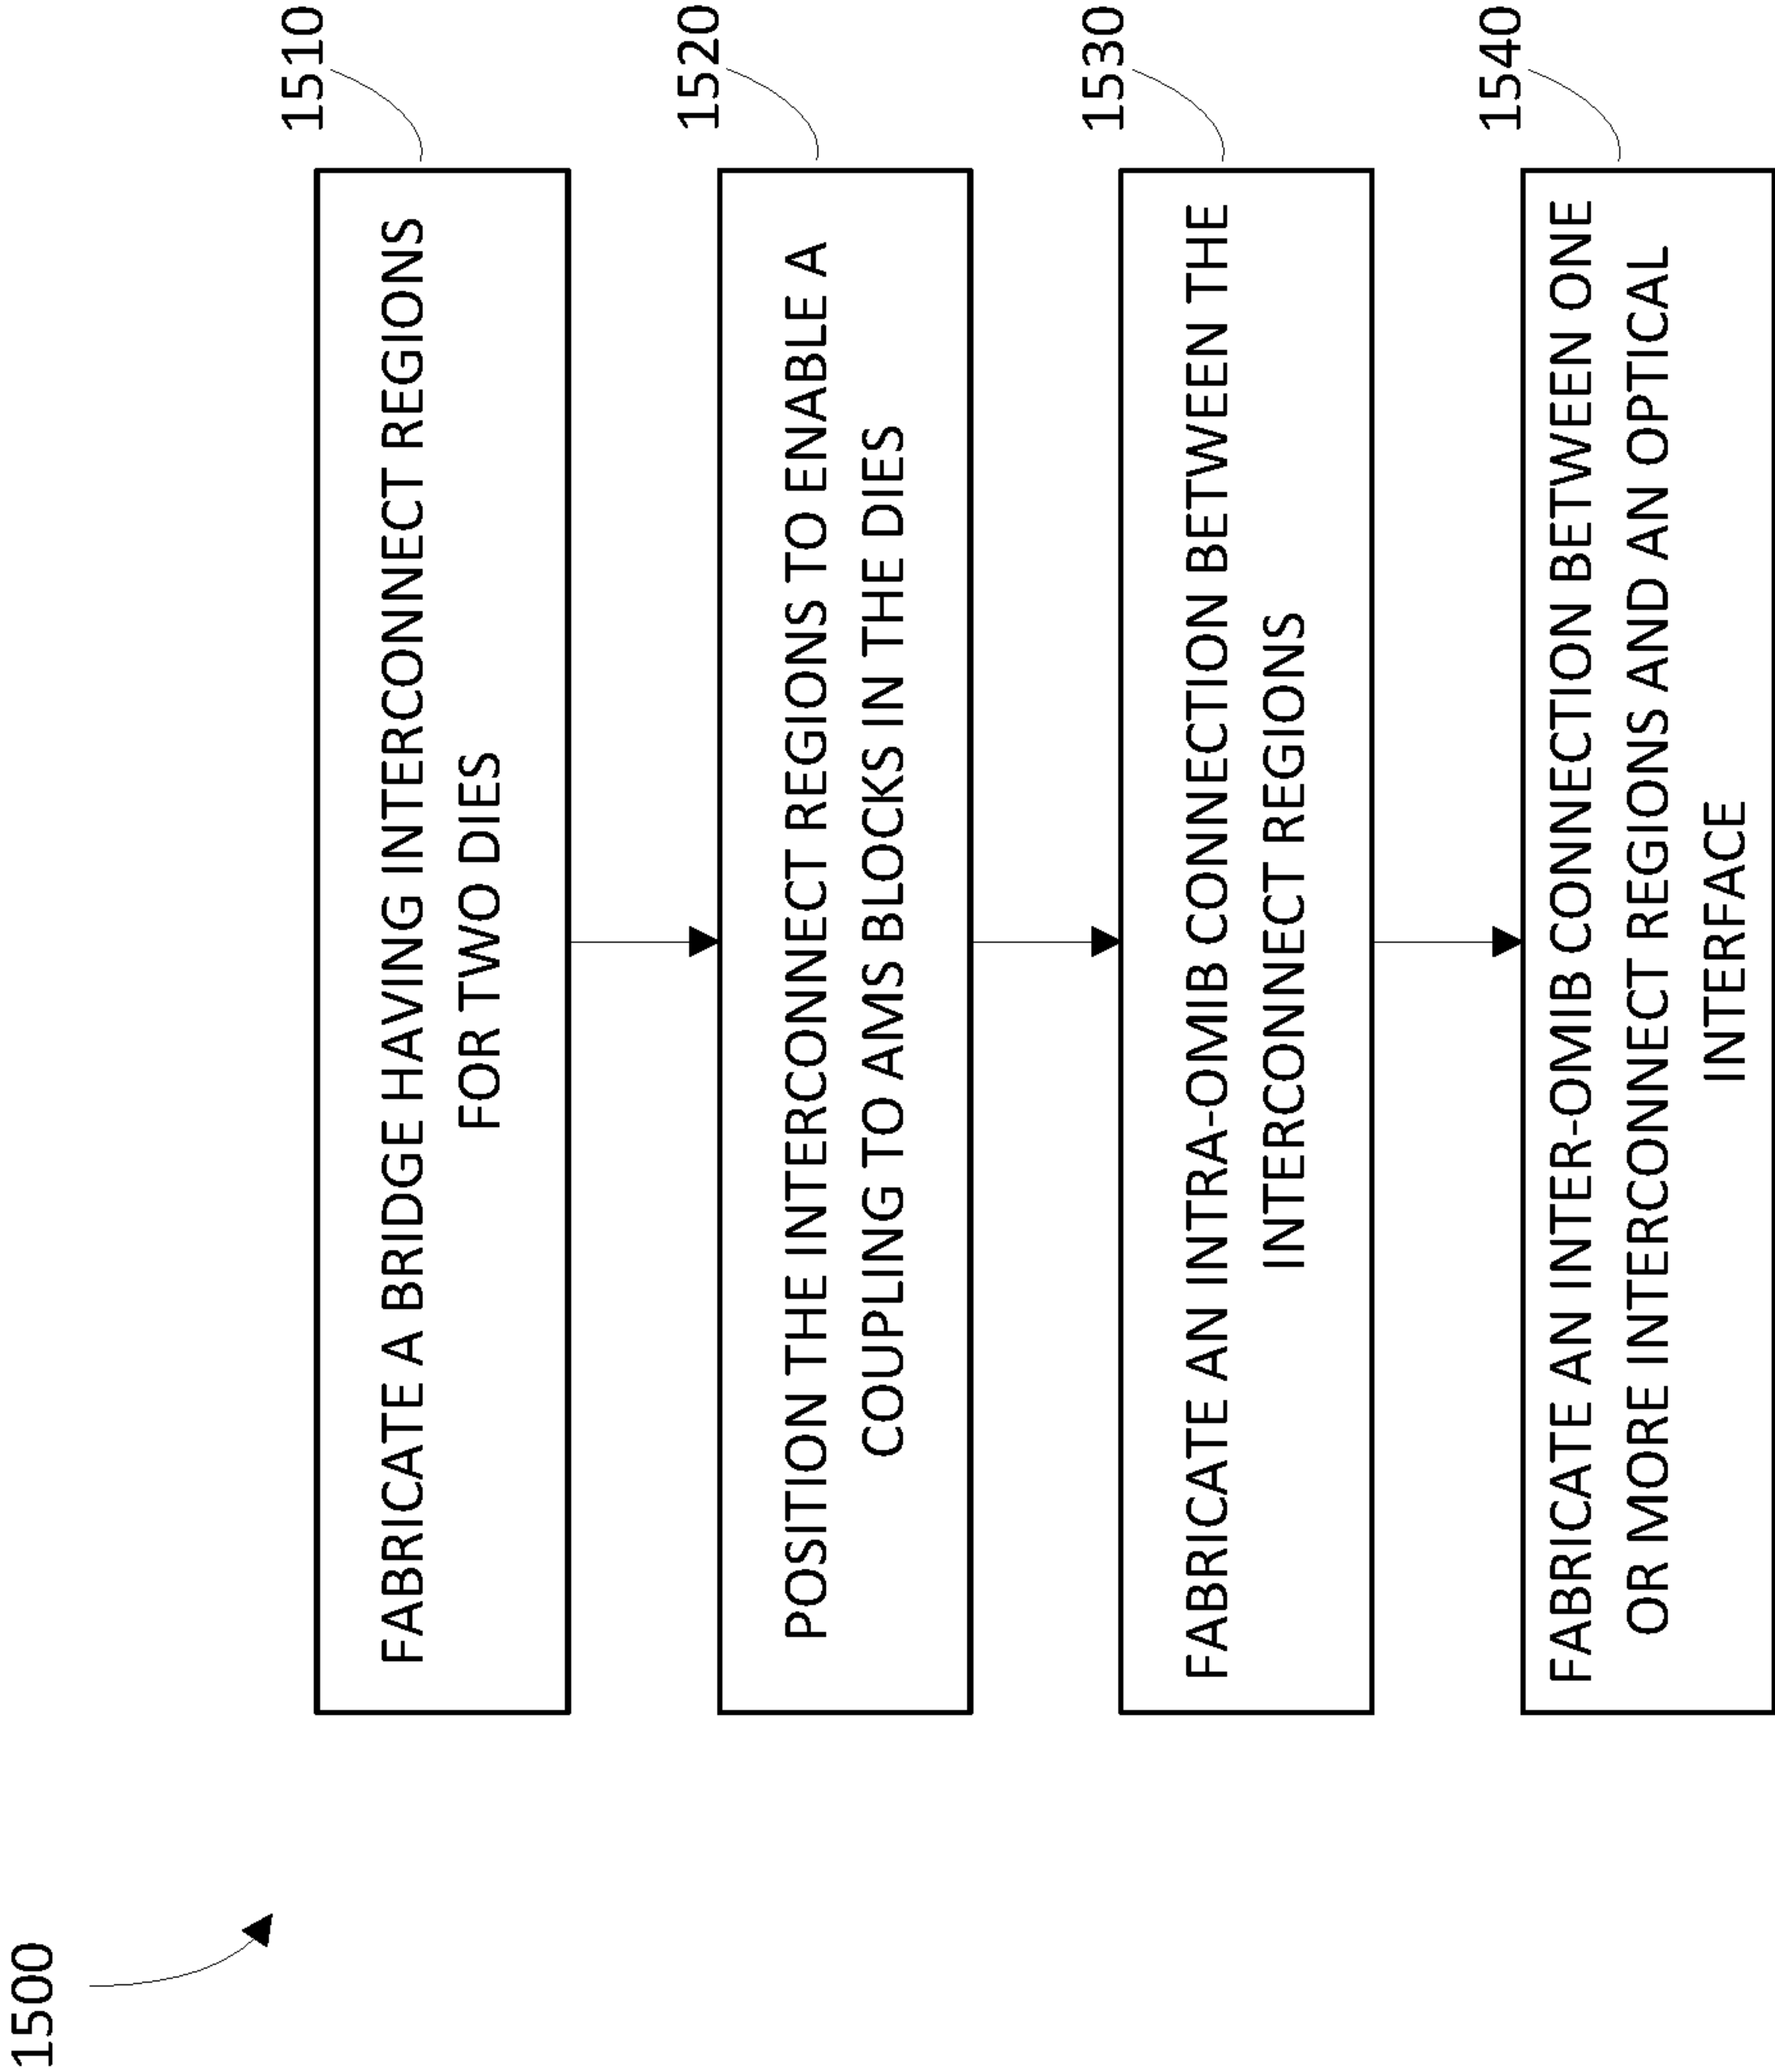 1500
1510
FABRICATE A BRIDGE HAVING INTERCONNECT REGIONS
FOR TWO DIES
1520
POSITION THE INTERCONNECT REGIONS TO ENABLE A
COUPLING TO AMS BLOCKS IN THE DIES
1530
FABRICATE AN INTRA-OMIB CONNECTION BETWEEN THE
INTERCONNECT REGIONS
1540
FABRICATE AN INTER-OMIB CONNECTION BETWEEN ONE
OR MORE INTERCONNECT REGIONS AND AN OPTICAL
INTERFACE